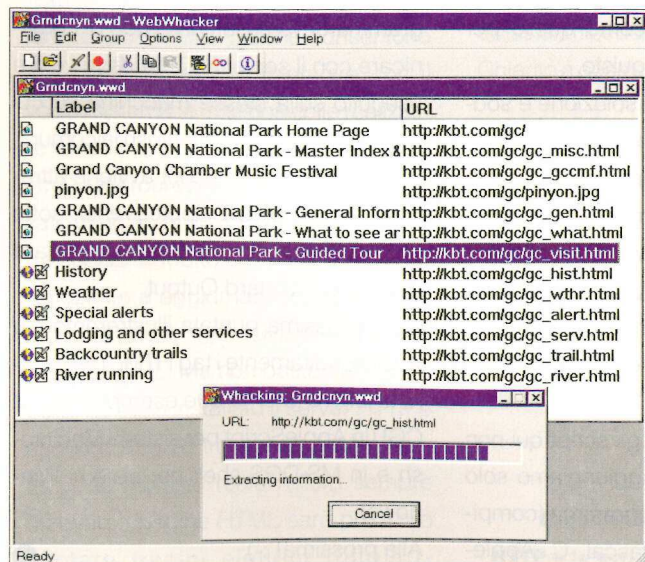 Grndcnyn.wwd - WebWhacker
File Edit Group Options View Window Help
Grndcnyn.wwd
Label URL
GRAND CANYON National Park Home Page http://kbt.com/gc/
GRAND CANYON National Park - Master Index & http://kbt.com/gc/gc_misc.html
Grand Canyon Chamber Music Festival http://kbt.com/gc/gc_gccmf.html
pinyon.jpg http://kbt.com/gc/pinyon.jpg
GRAND CANYON National Park - General Inform http://kbt.com/gc/gc_gen.html
GRAND CANYON National Park - What to see ar http://kbt.com/gc/gc_what.html
GRAND CANYON National Park - Guided Tour http://kbt.com/gc/gc_visit.html
History http://kbt.com/gc/gc_hist.html
Weather http://kbt.com/gc/gc_wthr.html
Special alerts http://kbt.com/gc/gc_alert.html
Lodging and other services http://kbt.com/gc/gc_serv.html
Backcountry trails http://kbt.com/gc/gc_trail.html
River running http://kbt.com/gc/gc_river.html
Whacking: Grndcnyn.wwd
URL: http://kbt.com/gc/gc_hist.html
Extracting information...
Cancel
Ready